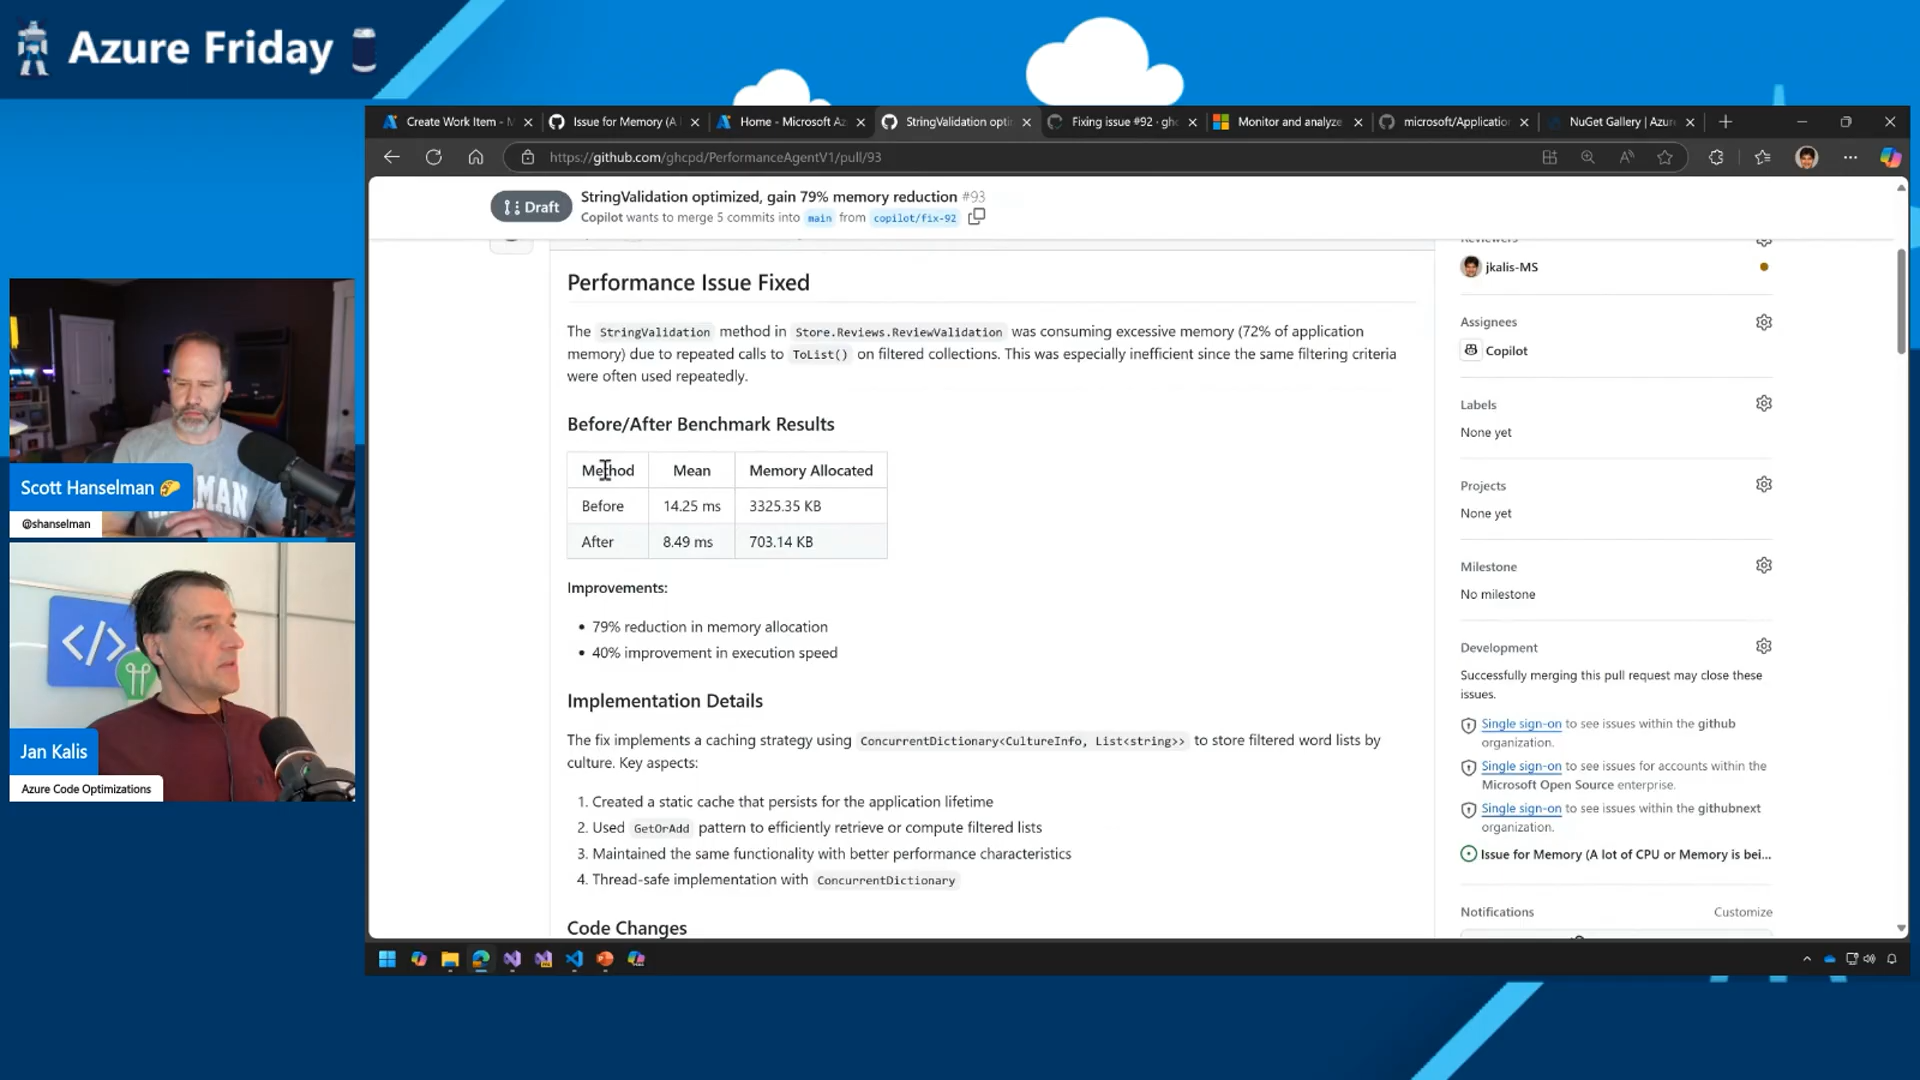 Azure Friday
Create Work Item - M
Issue for Memory (A l
Home - Microsoft Az
StringValidation opti
Fixing issue #92 · ghc
Monitor and analyze
microsoft/Applicatio
NuGet Gallery | Azur
https://github.com/ghcpd/PerformanceAgentV1/pull/93
Draft
StringValidation optimized, gain 79% memory reduction #93
Copilot wants to merge 5 commits into main from copilot/fix-92
Performance Issue Fixed
The StringValidation method in Store.Reviews.ReviewValidation was consuming excessive memory (72% of application
memory) due to repeated calls to ToList() on filtered collections. This was especially inefficient since the same filtering criteria
were often used repeatedly.
Before/After Benchmark Results
Method Mean Memory Allocated
Before 14.25 ms 3325.35 KB
After 8.49 ms 703.14 KB
Improvements:
• 79% reduction in memory allocation
• 40% improvement in execution speed
Implementation Details
The fix implements a caching strategy using ConcurrentDictionary<CultureInfo, List<string>> to store filtered word lists by
culture. Key aspects:
1. Created a static cache that persists for the application lifetime
2. Used GetOrAdd pattern to efficiently retrieve or compute filtered lists
3. Maintained the same functionality with better performance characteristics
4. Thread-safe implementation with ConcurrentDictionary
Code Changes
Reviewers
jkalis-MS
Assignees
Copilot
Labels
None yet
Projects
None yet
Milestone
No milestone
Development
Successfully merging this pull request may close these
issues.
Single sign-on to see issues within the github
organization.
Single sign-on to see issues for accounts within the
Microsoft Open Source enterprise.
Single sign-on to see issues within the githubnext
organization.
Issue for Memory (A lot of CPU or Memory is bei...
Notifications Customize
Scott Hanselman 🌮
@shanselman
MAN
</>
Jan Kalis
Azure Code Optimizations